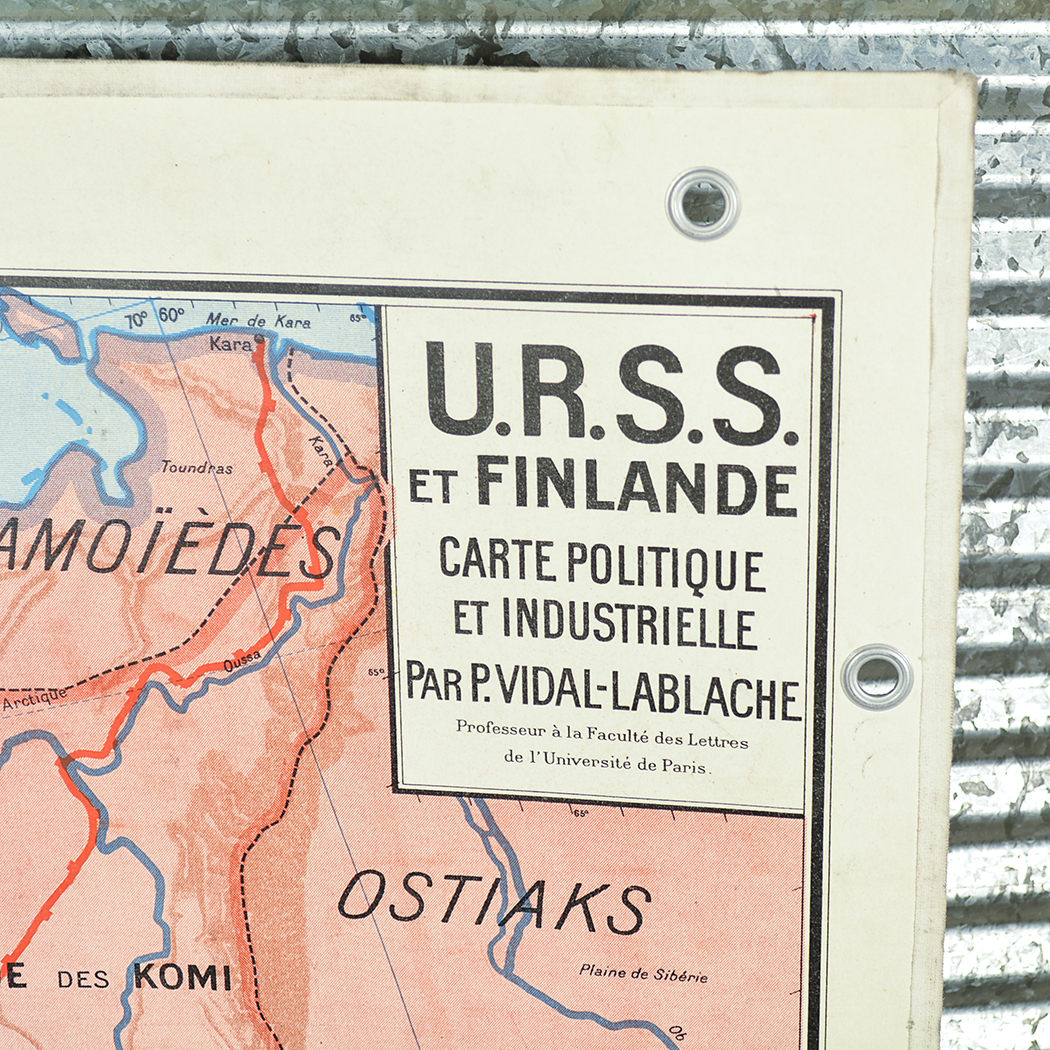 U.R.S.S.
ET FINLANDE
CARTE POLITIQUE
ET INDUSTRIELLE
PAR P. VIDAL-LABLACHE
Professeur à la Faculté des Lettres
de l'Université de Paris.
70° 60° Mer de Kara 65°
Kara
Kara
Toundras
AMOÏÈDES
Oussa
65°
Arctique
65°
OSTIAKS
Plaine de Sibérie
E DES KOMI
Ob